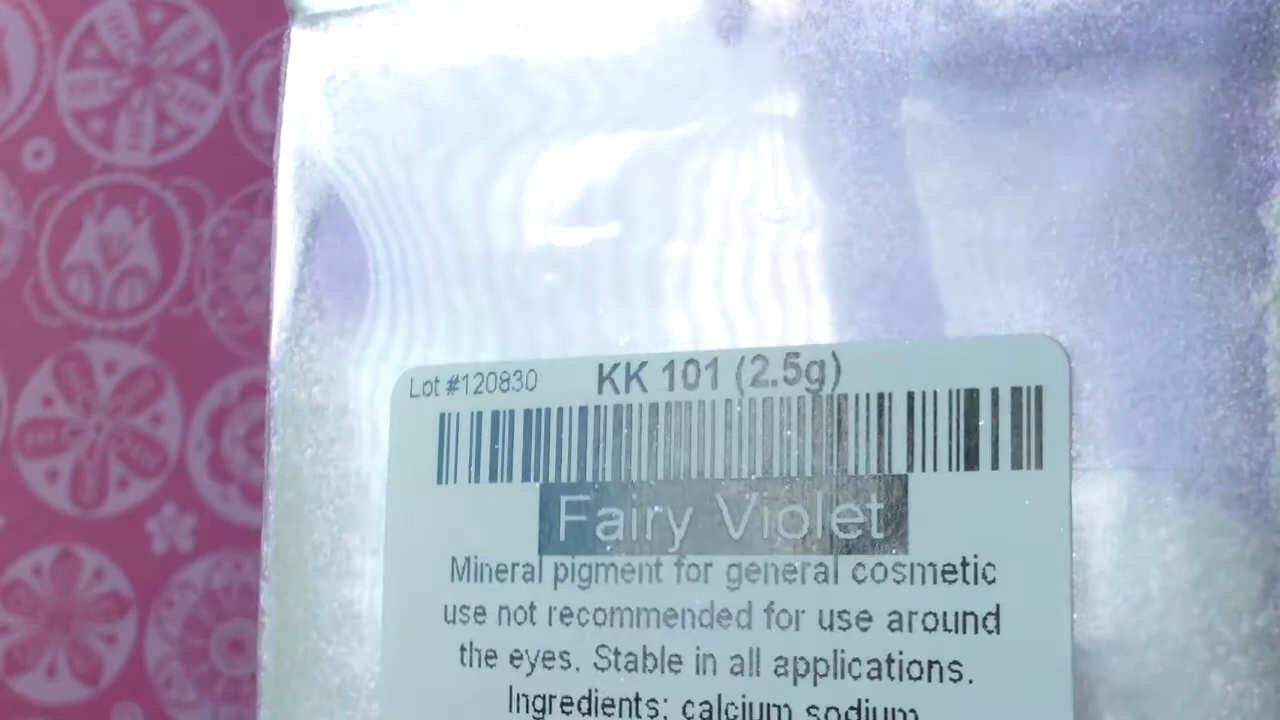 Lot #120830 KK 101 (2.5g)
Fairy Violet
Mineral pigment for general cosmetic
use not recommended for use around
the eyes. Stable in all applications.
Ingredients: calcium sodium